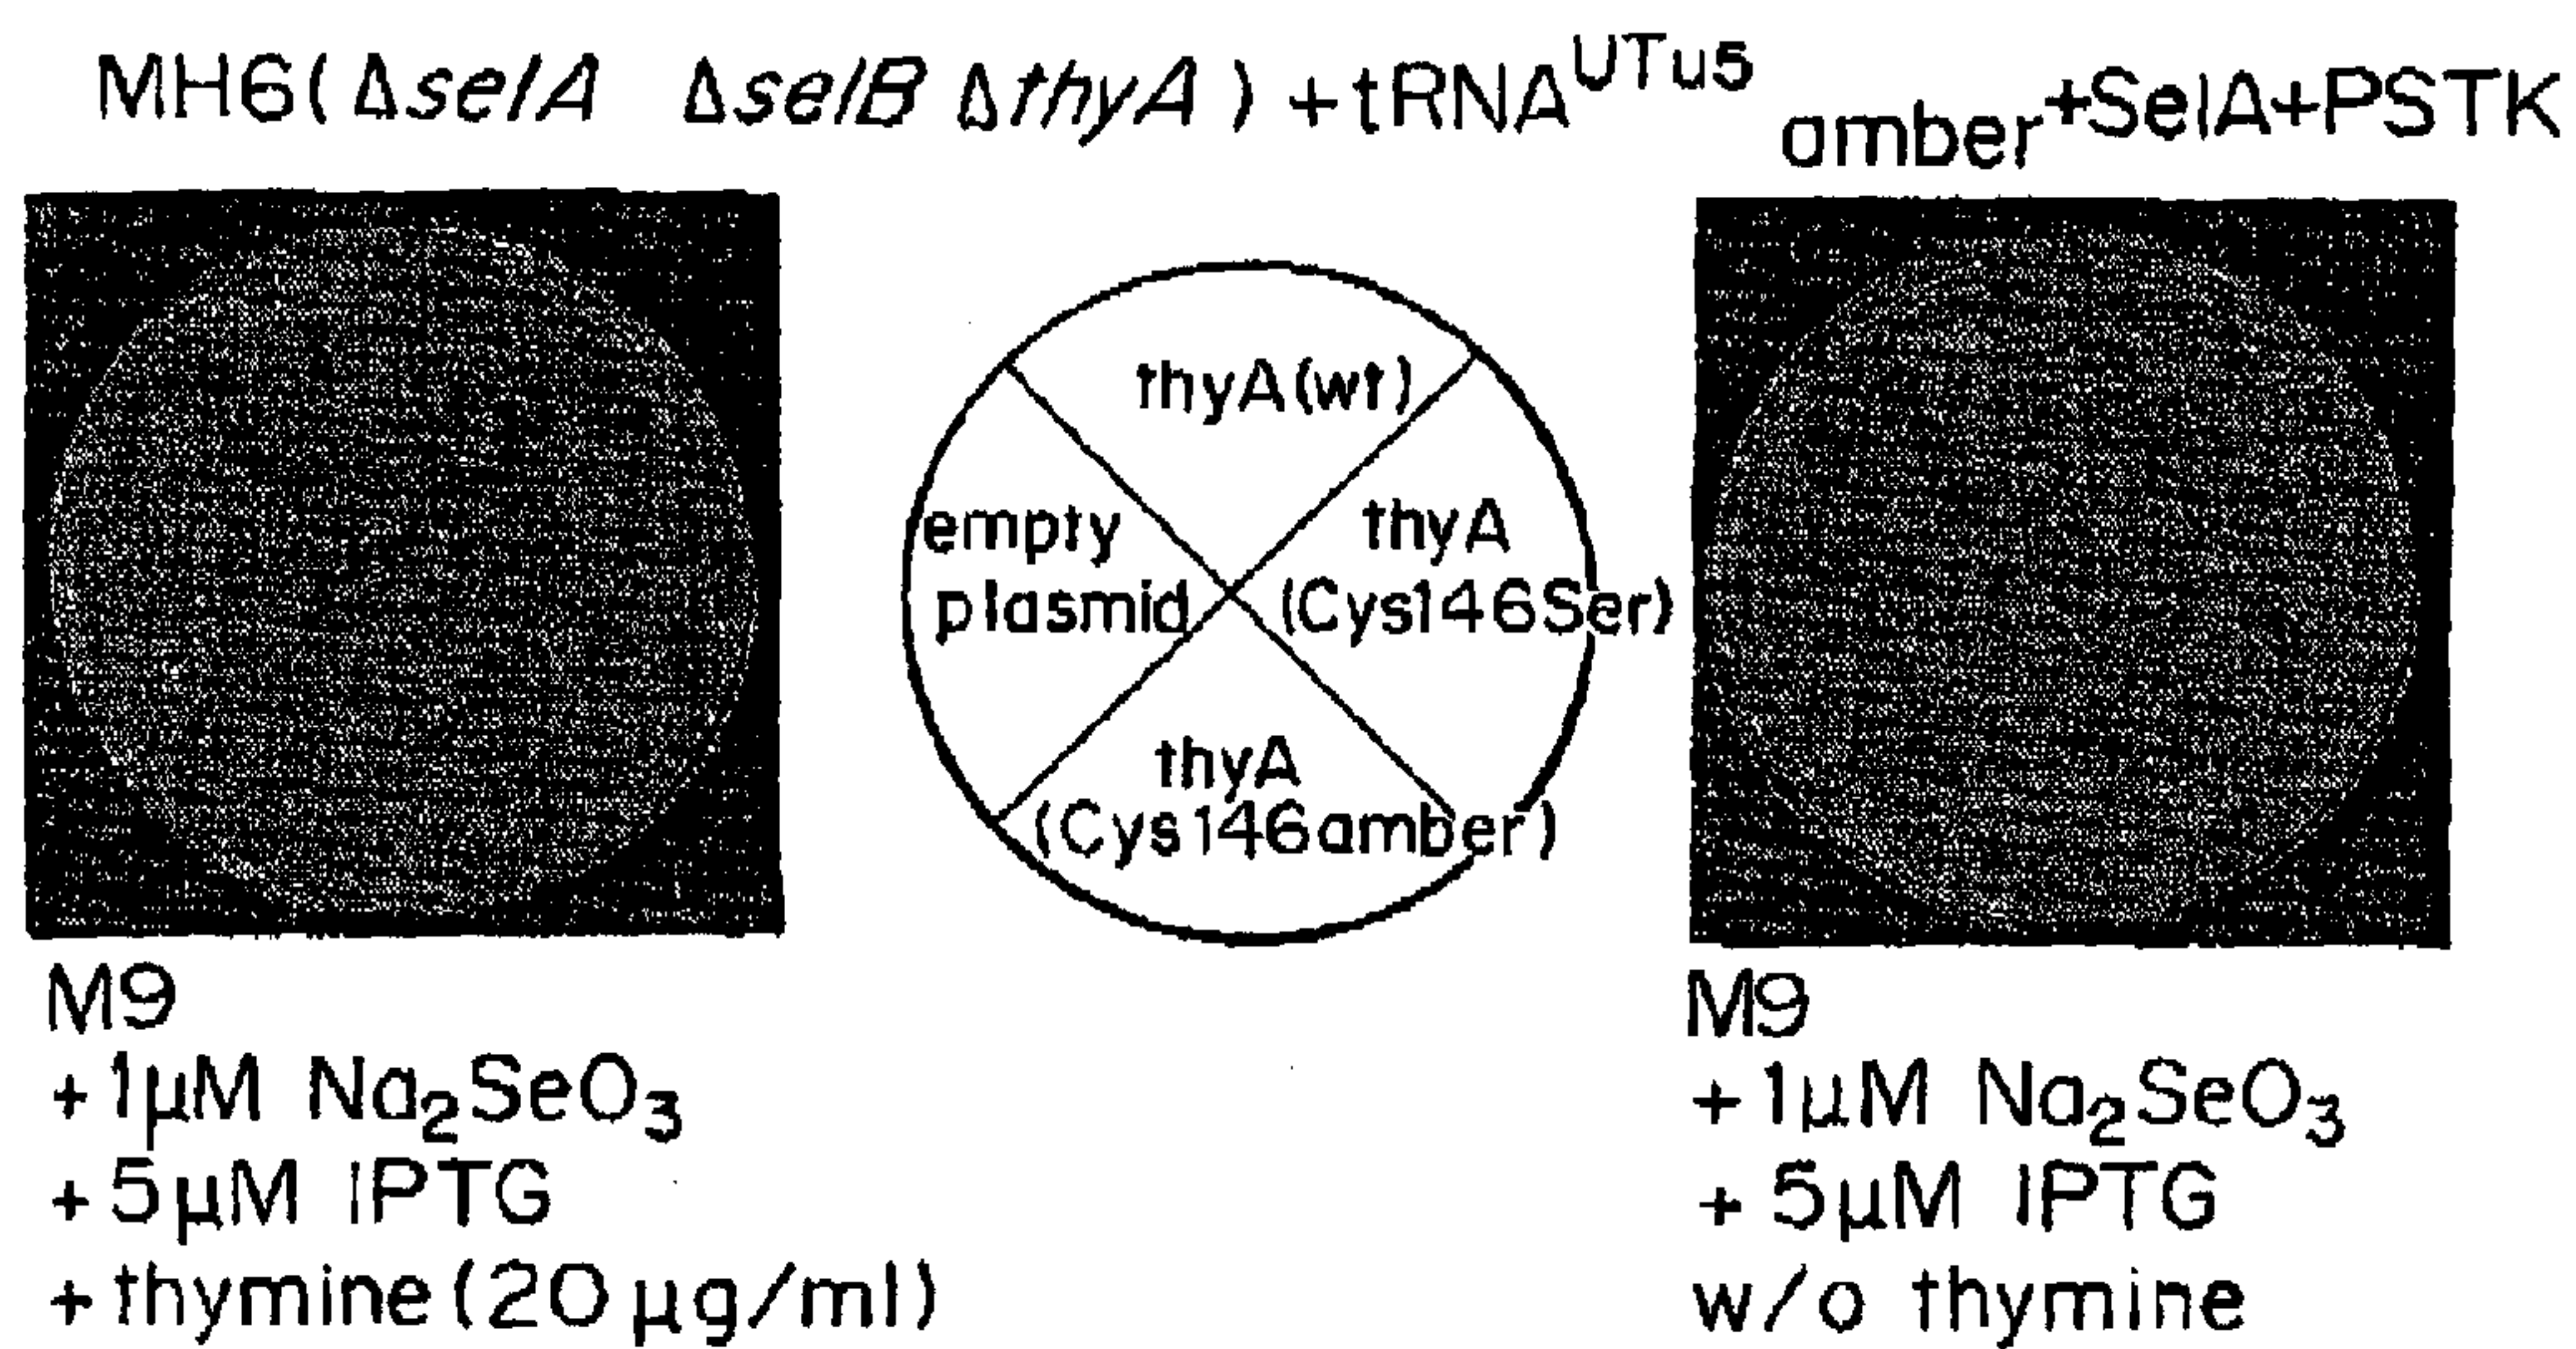 MH6(ΔselA ΔselB ΔthyA)+tRNA^UTu5 amber+SelA+PSTK
thyA(wt)
empty
plasmid
thyA
(Cys146Ser)
thyA
(Cys146amber)
M9
+1μM Na₂SeO₃
+5μM IPTG
+thymine(20μg/ml)
M9
+1μM Na₂SeO₃
+5μM IPTG
w/o thymine